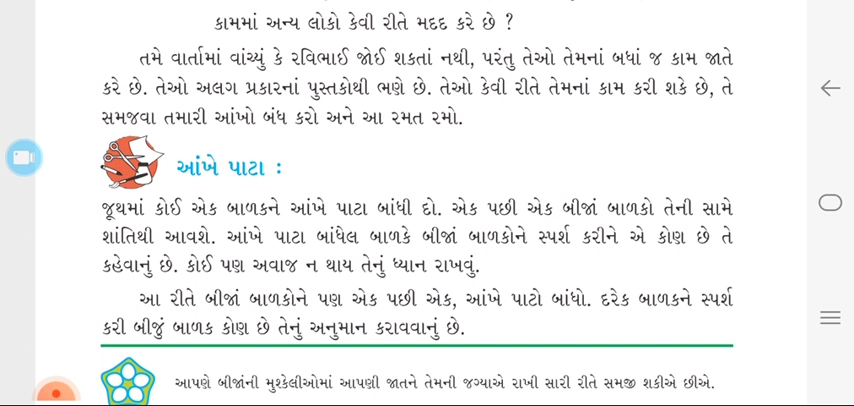 કામમાં અન્ય લોકો કેવી રીતે મદદ કરે છે ?
તમે વાર્તામાં વાંચ્યું કે રવિભાઈ જોઈ શકતાં નથી, પરંતુ તેઓ તેમનાં બધાં જ કામ જાતે
કરે છે. તેઓ અલગ પ્રકારનાં પુસ્તકોથી ભણે છે. તેઓ કેવી રીતે તેમનાં કામ કરી શકે છે, તે
સમજવા તમારી આંખો બંધ કરો અને આ રમત રમો.
આંખે પાટા :
જૂથમાં કોઈ એક બાળકને આંખે પાટા બાંધી દો. એક પછી એક બીજાં બાળકો તેની સામે
શાંતિથી આવશે. આંખે પાટા બાંધેલ બાળકે બીજાં બાળકોને સ્પર્શ કરીને એ કોણ છે તે
કહેવાનું છે. કોઈ પણ અવાજ ન થાય તેનું ધ્યાન રાખવું.
આ રીતે બીજાં બાળકોને પણ એક પછી એક, આંખે પાટો બાંધો. દરેક બાળકને સ્પર્શ
કરી બીજું બાળક કોણ છે તેનું અનુમાન કરાવવાનું છે.
આપણે બીજાંની મુશ્કેલીઓમાં આપણી જાતને તેમની જગ્યાએ રાખી સારી રીતે સમજી શકીએ છીએ.